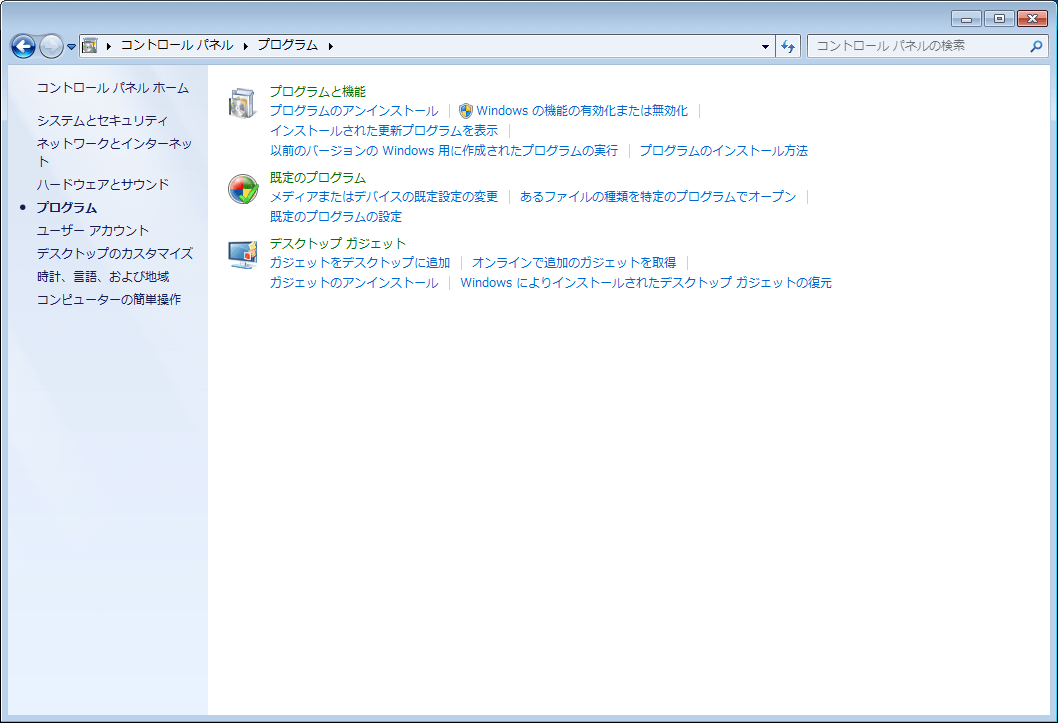 コントロール パネル
プログラム
コントロール パネルの検索
コントロール パネル ホーム
システムとセキュリティ
ネットワークとインターネッ
ト
ハードウェアとサウンド
プログラム
ユーザー アカウント
デスクトップのカスタマイズ
時計、言語、および地域
コンピューターの簡単操作
プログラムと機能
プログラムのアンインストール Windows の機能の有効化または無効化
インストールされた更新プログラムを表示
以前のバージョンの Windows 用に作成されたプログラムの実行 プログラムのインストール方法
既定のプログラム
メディアまたはデバイスの既定設定の変更 あるファイルの種類を特定のプログラムでオープン
既定のプログラムの設定
デスクトップ ガジェット
ガジェットをデスクトップに追加 オンラインで追加のガジェットを取得
ガジェットのアンインストール Windows によりインストールされたデスクトップ ガジェットの復元